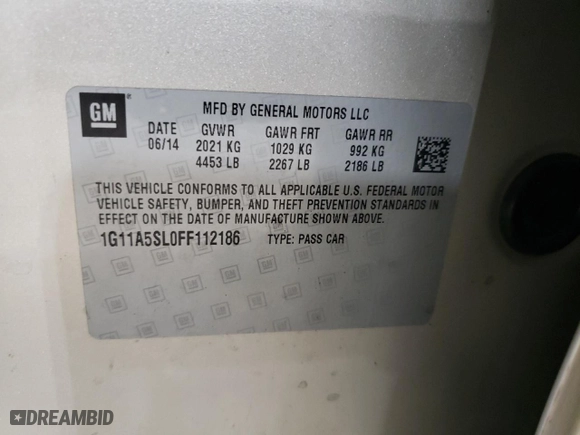 GM
MFD BY GENERAL MOTORS LLC
DATE GVWR GAWR FRT GAWR RR
06/14 2021 KG 1029 KG 992 KG
4453 LB 2267 LB 2186 LB
THIS VEHICLE CONFORMS TO ALL APPLICABLE U.S. FEDERAL MOTOR
VEHICLE SAFETY, BUMPER, AND THEFT PREVENTION STANDARDS IN
EFFECT ON THE DATE OF MANUFACTURE SHOWN ABOVE.
1G11A5SL0FF112186 TYPE: PASS CAR
DREAMBID